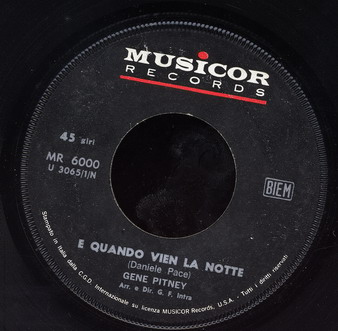 MUSICOR
RECORDS
45 giri
MR 6000
U 3065/1/N
BIEM
E QUANDO VIEN LA NOTTE
(Daniele Pace)
GENE PITNEY
Arr. e Dir. G. F. Intra
Stampato in Italia dalla C.G.D. Internazionale su licenza MUSICOR Records, U.S.A. - Tutti i diritti riservati